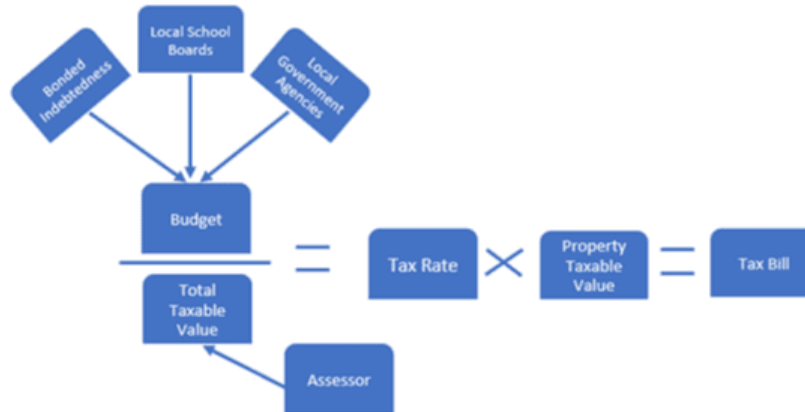 Bonded
Indebtedness
Local School
Boards
Local
Government
Agencies
Budget
Total
Taxable
Value
=
Tax Rate
×
Property
Taxable
Value
=
Tax Bill
Assessor